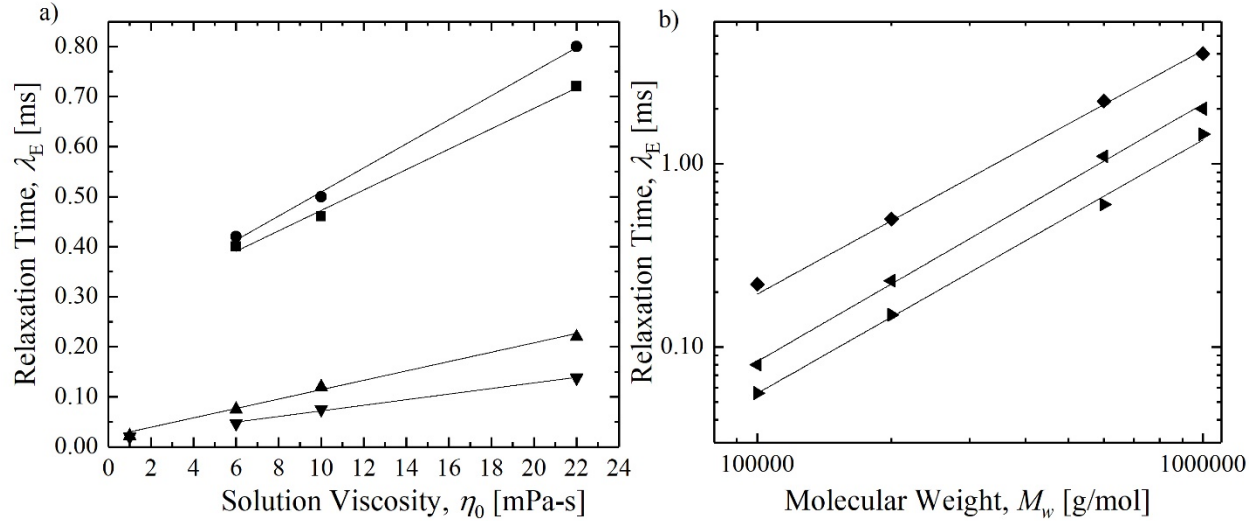 a)
0.80
0.70
0.60
0.50
0.40
0.30
0.20
0.10
0.00
Relaxation Time, λE [ms]
0 2 4 6 8 10 12 14 16 18 20 22 24
Solution Viscosity, η0 [mPa-s]
b)
1.00
0.10
Relaxation Time, λE [ms]
100000 1000000
Molecular Weight, Mw [g/mol]